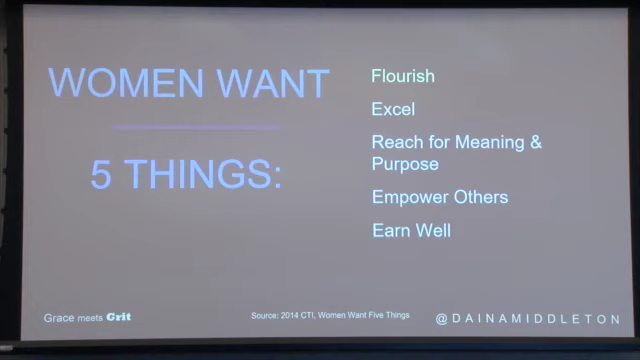 WOMEN WANT
5 THINGS:
Flourish
Excel
Reach for Meaning &
Purpose
Empower Others
Earn Well
Grace meets Grit
Source: 2014 CTI, Women Want Five Things
@DAINAMIDDLETON